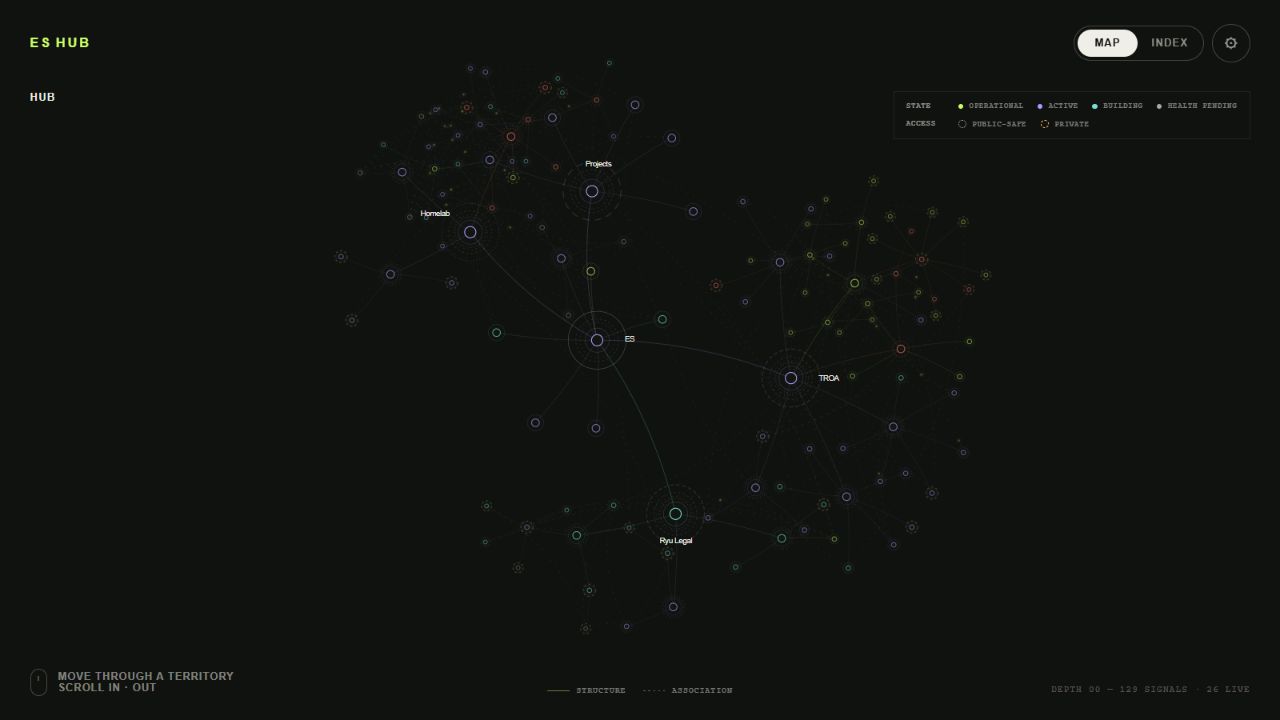 ES HUB
MAP
INDEX
HUB
STATE OPERATIONAL ACTIVE BUILDING HEALTH PENDING
ACCESS PUBLIC-SAFE PRIVATE
Projects
Homelab
ES
TROA
Ryu Legal
MOVE THROUGH A TERRITORY
SCROLL IN · OUT
STRUCTURE ASSOCIATION
DEPTH 00 — 129 SIGNALS · 26 LIVE